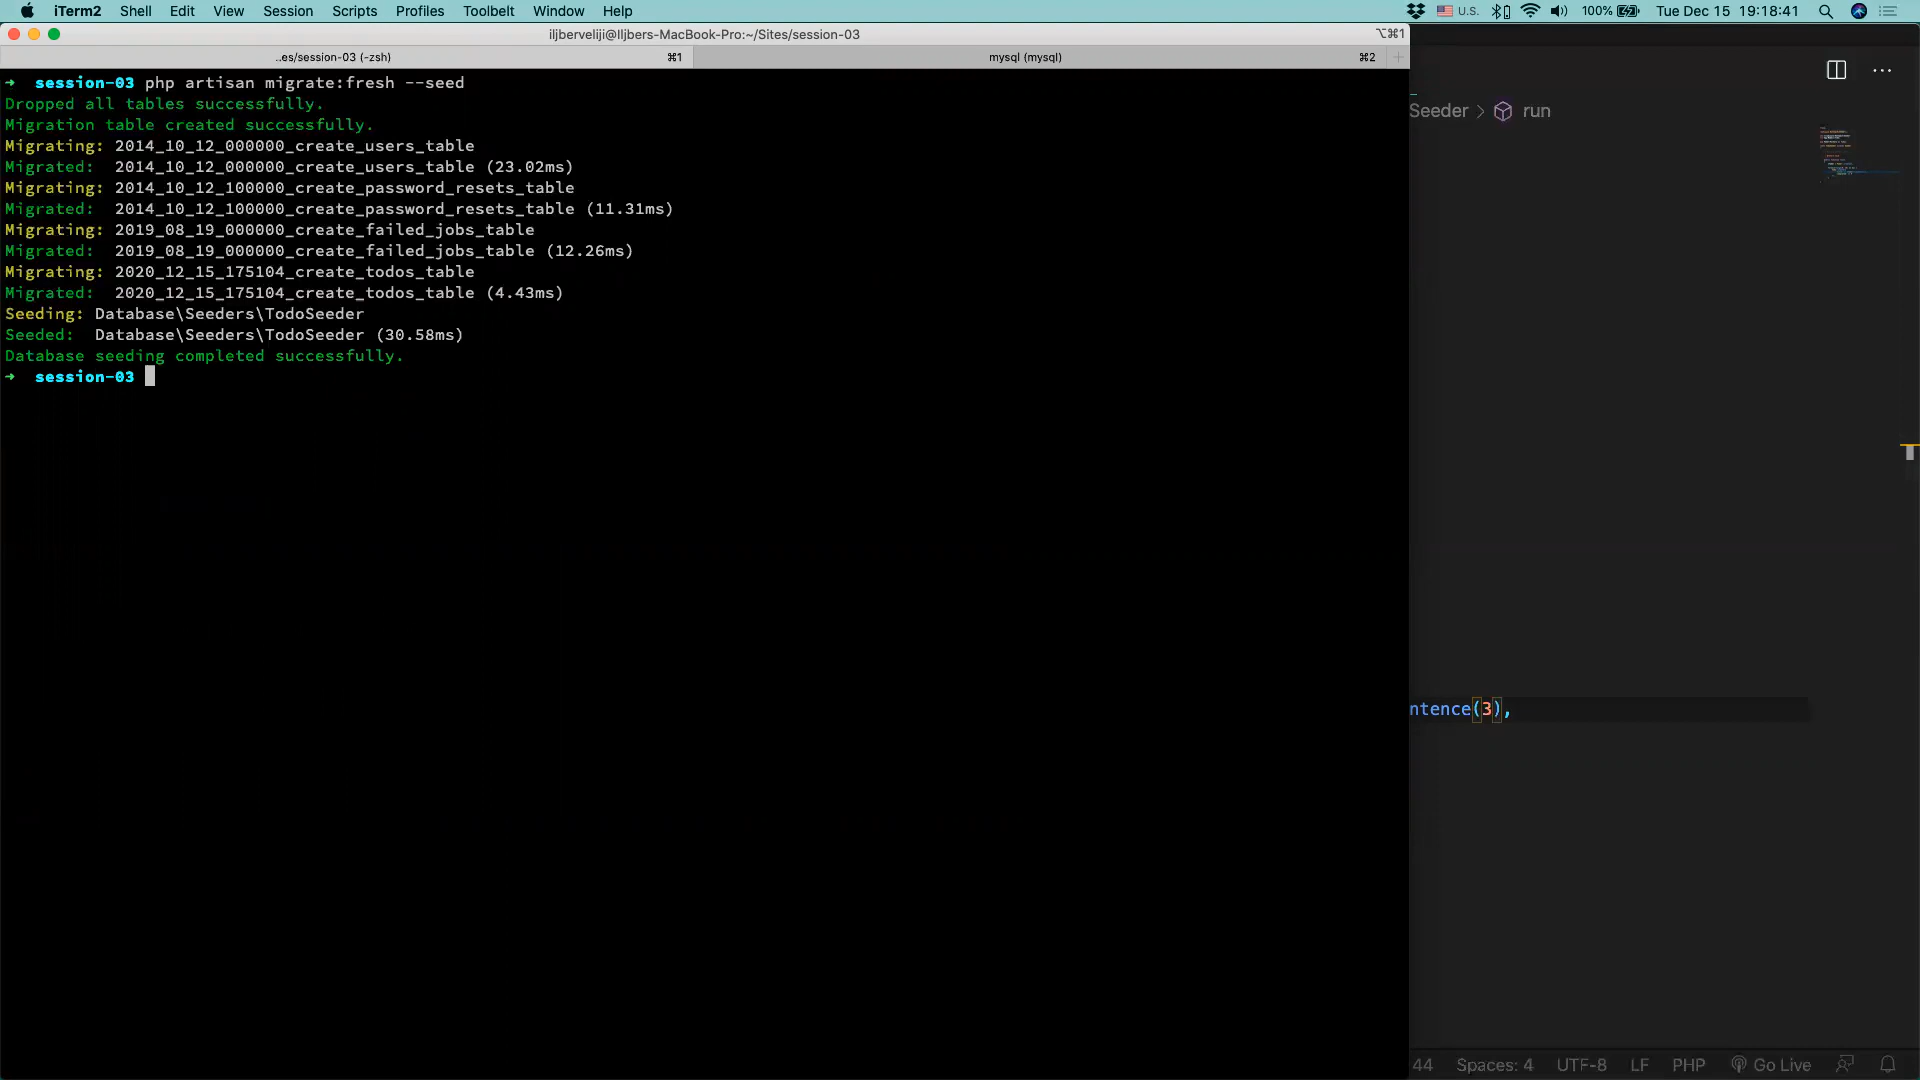 iTerm2 Shell Edit View Session Scripts Profiles Toolbelt Window Help U.S. 100% Tue Dec 15 19:18:41
iljberveliji@Iljbers-MacBook-Pro:~/Sites/session-03 ⌥⌘1
..es/session-03 (-zsh) ⌘1 mysql (mysql) ⌘2 +
→ session-03 php artisan migrate:fresh --seed
Dropped all tables successfully.
Migration table created successfully.
Migrating: 2014_10_12_000000_create_users_table
Migrated: 2014_10_12_000000_create_users_table (23.02ms)
Migrating: 2014_10_12_100000_create_password_resets_table
Migrated: 2014_10_12_100000_create_password_resets_table (11.31ms)
Migrating: 2019_08_19_000000_create_failed_jobs_table
Migrated: 2019_08_19_000000_create_failed_jobs_table (12.26ms)
Migrating: 2020_12_15_175104_create_todos_table
Migrated: 2020_12_15_175104_create_todos_table (4.43ms)
Seeding: Database\Seeders\TodoSeeder
Seeded: Database\Seeders\TodoSeeder (30.58ms)
Database seeding completed successfully.
→ session-03
Seeder > run
ntence(3),
44 Spaces: 4 UTF-8 LF PHP Go Live